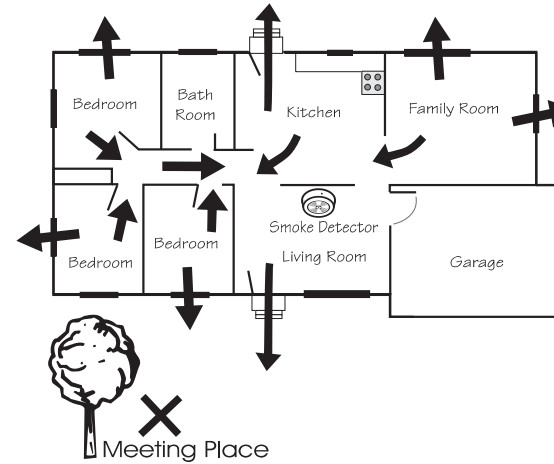 Bedroom
Bath
Room
Kitchen
Family Room
Smoke Detector
Living Room
Bedroom
Bedroom
Garage
Meeting Place